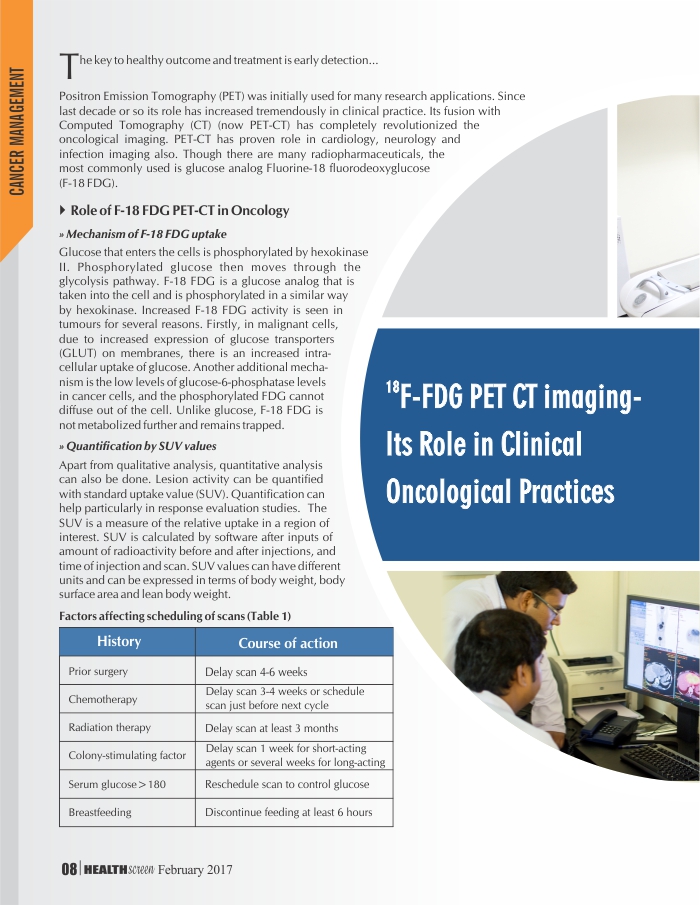 CANCER MANAGEMENT
The key to healthy outcome and treatment is early detection...
Positron Emission Tomography (PET) was initially used for many research applications. Since
last decade or so its role has increased tremendously in clinical practice. Its fusion with
Computed Tomography (CT) (now PET-CT) has completely revolutionized the
oncological imaging. PET-CT has proven role in cardiology, neurology and
infection imaging also. Though there are many radiopharmaceuticals, the
most commonly used is glucose analog Fluorine-18 fluorodeoxyglucose
(F-18 FDG).
Role of F-18 FDG PET-CT in Oncology
» Mechanism of F-18 FDG uptake
Glucose that enters the cells is phosphorylated by hexokinase
II. Phosphorylated glucose then moves through the
glycolysis pathway. F-18 FDG is a glucose analog that is
taken into the cell and is phosphorylated in a similar way
by hexokinase. Increased F-18 FDG activity is seen in
tumours for several reasons. Firstly, in malignant cells,
due to increased expression of glucose transporters
(GLUT) on membranes, there is an increased intra-
cellular uptake of glucose. Another additional mecha-
nism is the low levels of glucose-6-phosphatase levels
in cancer cells, and the phosphorylated FDG cannot
diffuse out of the cell. Unlike glucose, F-18 FDG is
not metabolized further and remains trapped.
» Quantification by SUV values
Apart from qualitative analysis, quantitative analysis
can also be done. Lesion activity can be quantified
with standard uptake value (SUV). Quantification can
help particularly in response evaluation studies. The
SUV is a measure of the relative uptake in a region of
interest. SUV is calculated by software after inputs of
amount of radioactivity before and after injections, and
time of injection and scan. SUV values can have different
units and can be expressed in terms of body weight, body
surface area and lean body weight.
Factors affecting scheduling of scans (Table 1)
History Course of action
Prior surgery Delay scan 4-6 weeks
Chemotherapy Delay scan 3-4 weeks or schedule
scan just before next cycle
Radiation therapy Delay scan at least 3 months
Colony-stimulating factor Delay scan 1 week for short-acting
agents or several weeks for long-acting
Serum glucose>180 Reschedule scan to control glucose
Breastfeeding Discontinue feeding at least 6 hours
¹⁸F-FDG PET CT imaging-
Its Role in Clinical
Oncological Practices
08 HEALTHscreen February 2017